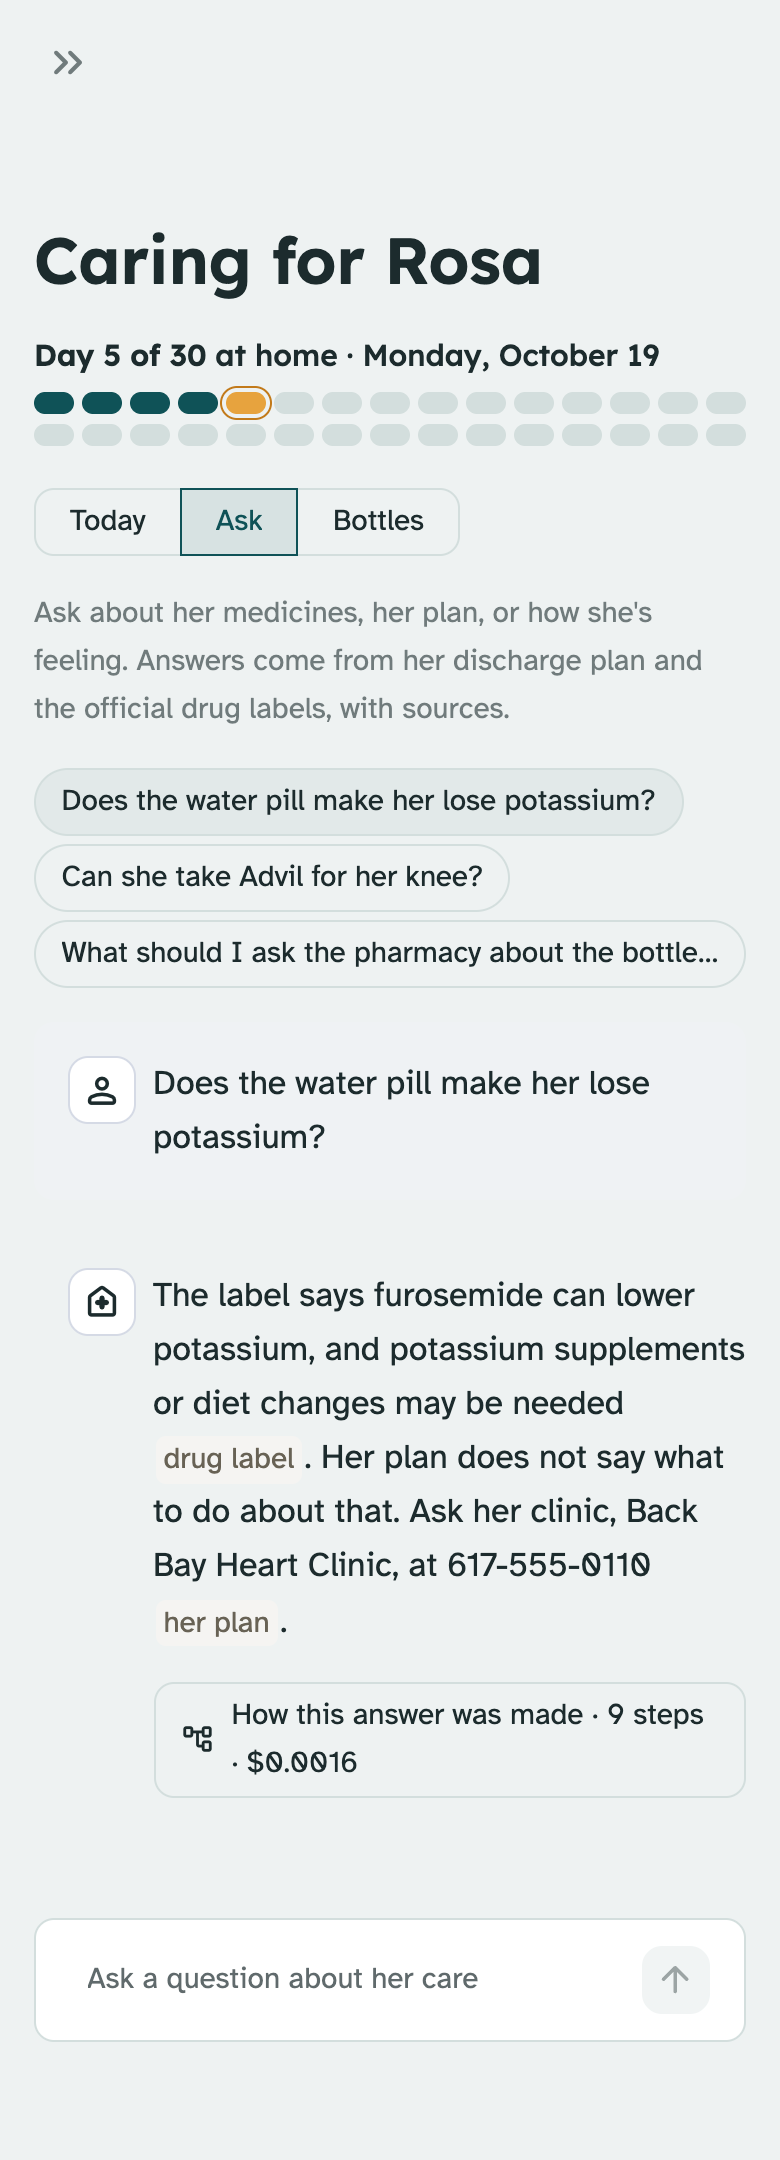 Caring for Rosa
Day 5 of 30 at home · Monday, October 19
Today
Ask
Bottles
Ask about her medicines, her plan, or how she's
feeling. Answers come from her discharge plan and
the official drug labels, with sources.
Does the water pill make her lose potassium?
Can she take Advil for her knee?
What should I ask the pharmacy about the bottle...
Does the water pill make her lose
potassium?
The label says furosemide can lower
potassium, and potassium supplements
or diet changes may be needed
drug label . Her plan does not say what
to do about that. Ask her clinic, Back
Bay Heart Clinic, at 617-555-0110
her plan .
How this answer was made · 9 steps
· $0.0016
Ask a question about her care